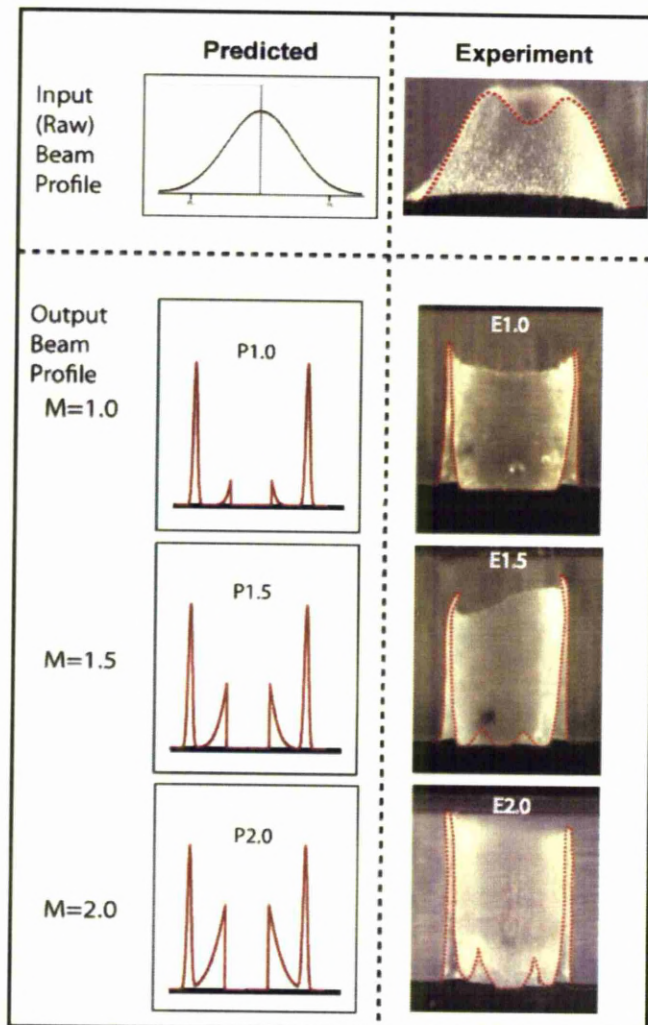 Predicted
Experiment
Input
(Raw)
Beam
Profile
Output
Beam
Profile
M=1.0
P1.0
E1.0
M=1.5
P1.5
E1.5
M=2.0
P2.0
E2.0